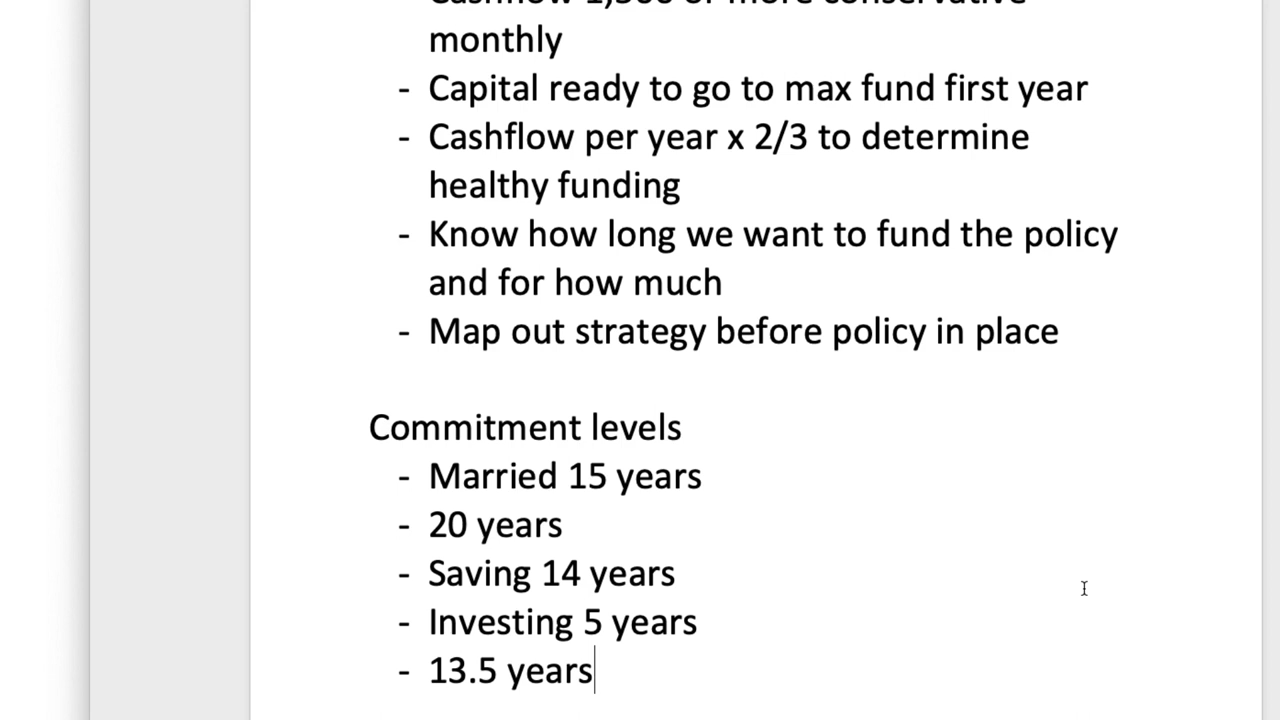 monthly
- Capital ready to go to max fund first year
- Cashflow per year x 2/3 to determine
healthy funding
- Know how long we want to fund the policy
and for how much
- Map out strategy before policy in place
Commitment levels
- Married 15 years
- 20 years
- Saving 14 years
- Investing 5 years
- 13.5 years